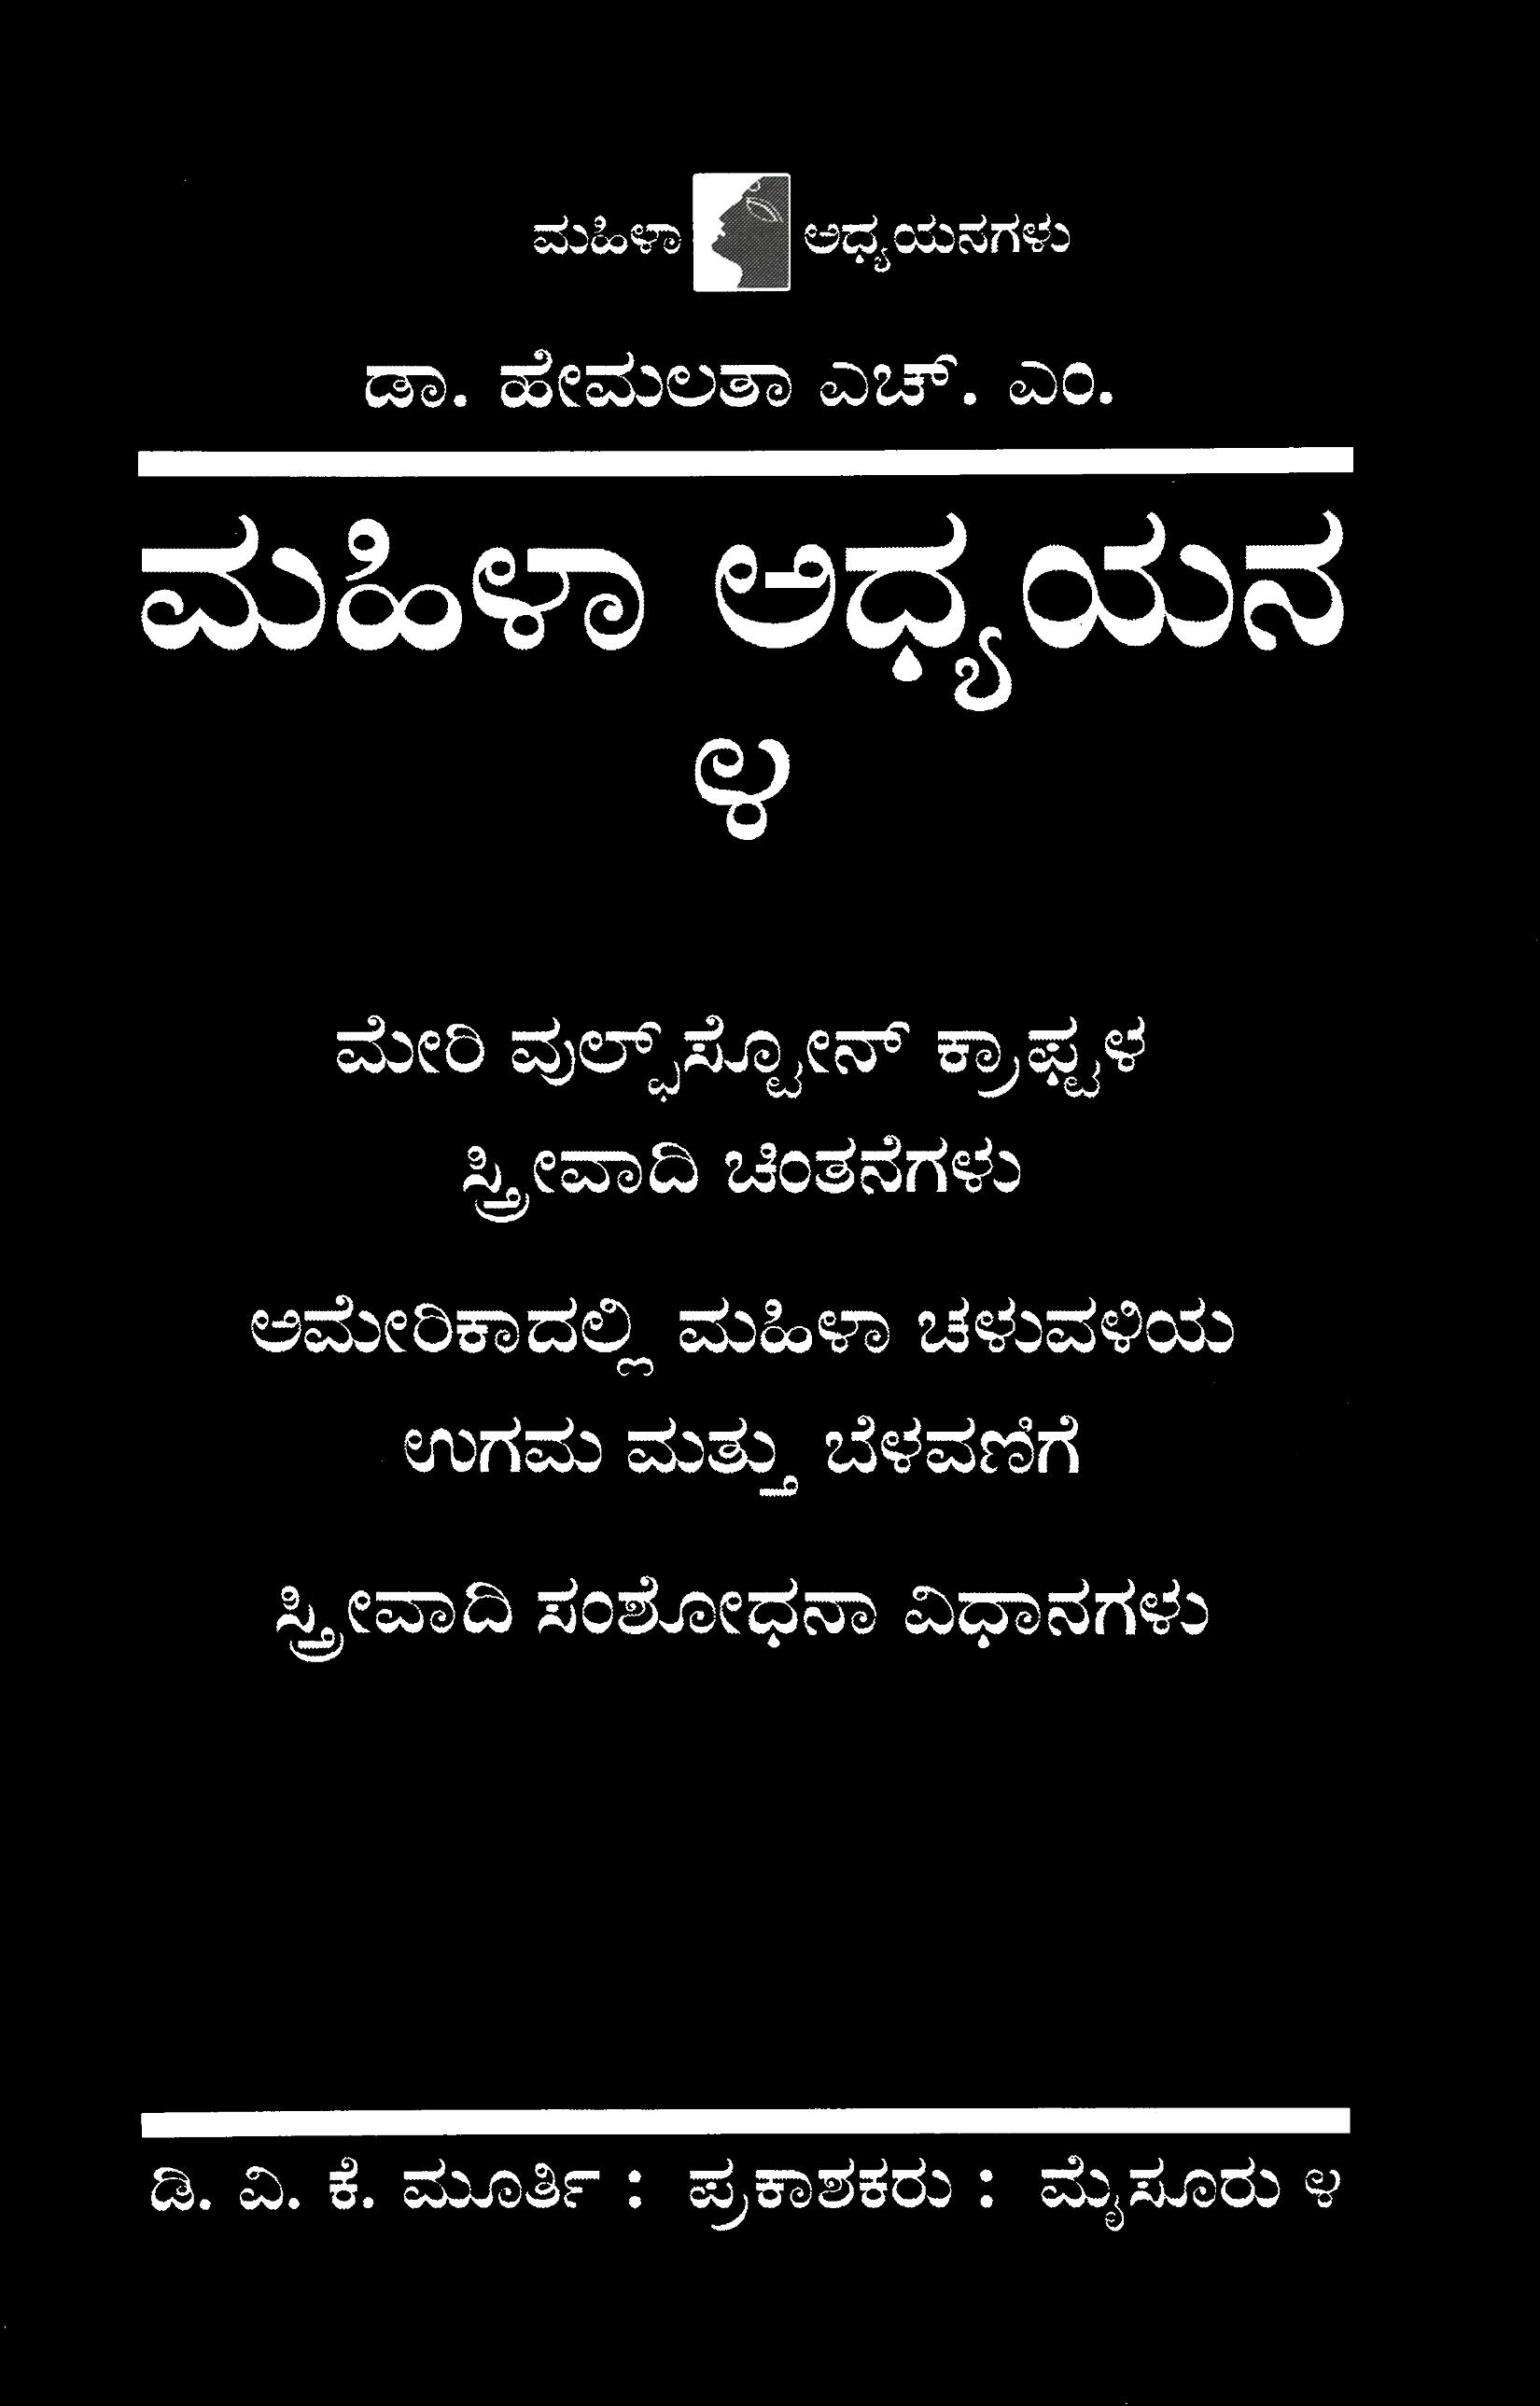 ಮಹಿಳಾ ಅಧ್ಯಯನಗಳು
ಡಾ. ಹೇಮಲತಾ ಎಚ್. ಎಂ.
ಮಹಿಳಾ ಅಧ್ಯಯನ
೪
ಮೇರಿ ವುಲ್ಫ್‌ಸ್ಟೋನ್ ಕ್ರಾಫ್ಟಳ
ಸ್ತ್ರೀವಾದಿ ಚಿಂತನೆಗಳು
ಅಮೇರಿಕಾದಲ್ಲಿ ಮಹಿಳಾ ಚಳುವಳಿಯ
ಉಗಮ ಮತ್ತು ಬೆಳವಣಿಗೆ
ಸ್ತ್ರೀವಾದಿ ಸಂಶೋಧನಾ ವಿಧಾನಗಳು
ಡಿ. ವಿ. ಕೆ. ಮೂರ್ತಿ : ಪ್ರಕಾಶಕರು : ಮೈಸೂರು ೪